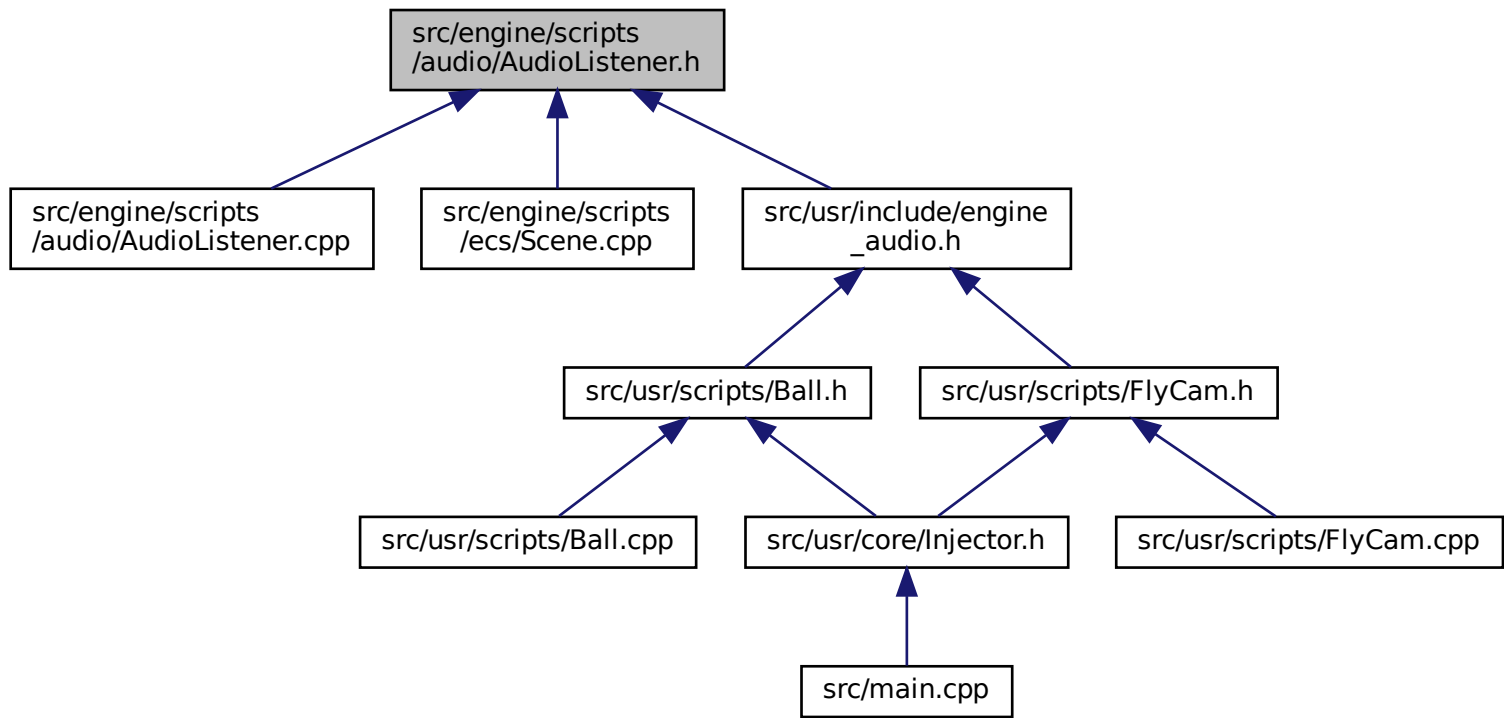 src/engine/scripts
/audio/AudioListener.h
src/engine/scripts
/audio/AudioListener.cpp
src/engine/scripts
/ecs/Scene.cpp
src/usr/include/engine
_audio.h
src/usr/scripts/Ball.h
src/usr/scripts/FlyCam.h
src/usr/scripts/Ball.cpp
src/usr/core/Injector.h
src/usr/scripts/FlyCam.cpp
src/main.cpp